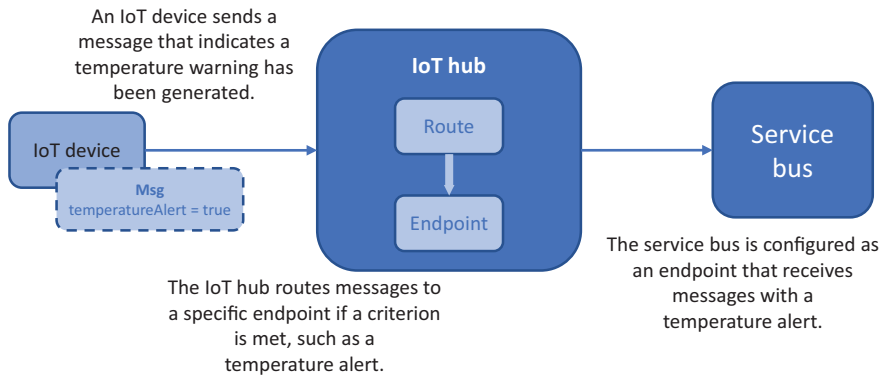 An IoT device sends a
message that indicates a
temperature warning has
been generated.
IoT device
Msg
temperatureAlert = true
IoT hub
Route
Endpoint
The IoT hub routes messages to
a specific endpoint if a criterion
is met, such as a
temperature alert.
Service
bus
The service bus is configured as
an endpoint that receives
messages with a
temperature alert.